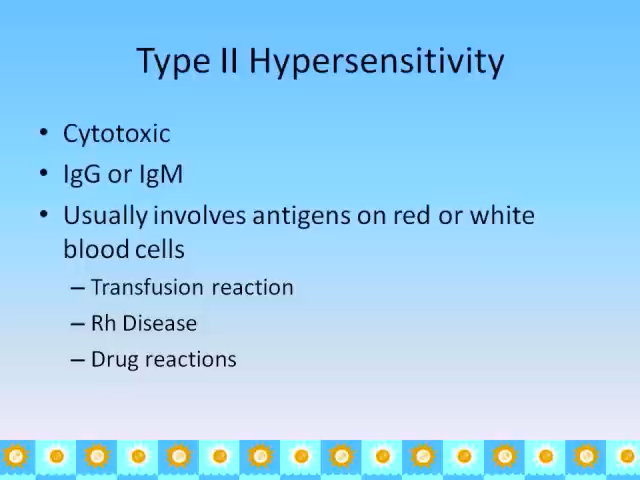 Type II Hypersensitivity
• Cytotoxic
• IgG or IgM
• Usually involves antigens on red or white
blood cells
– Transfusion reaction
– Rh Disease
– Drug reactions